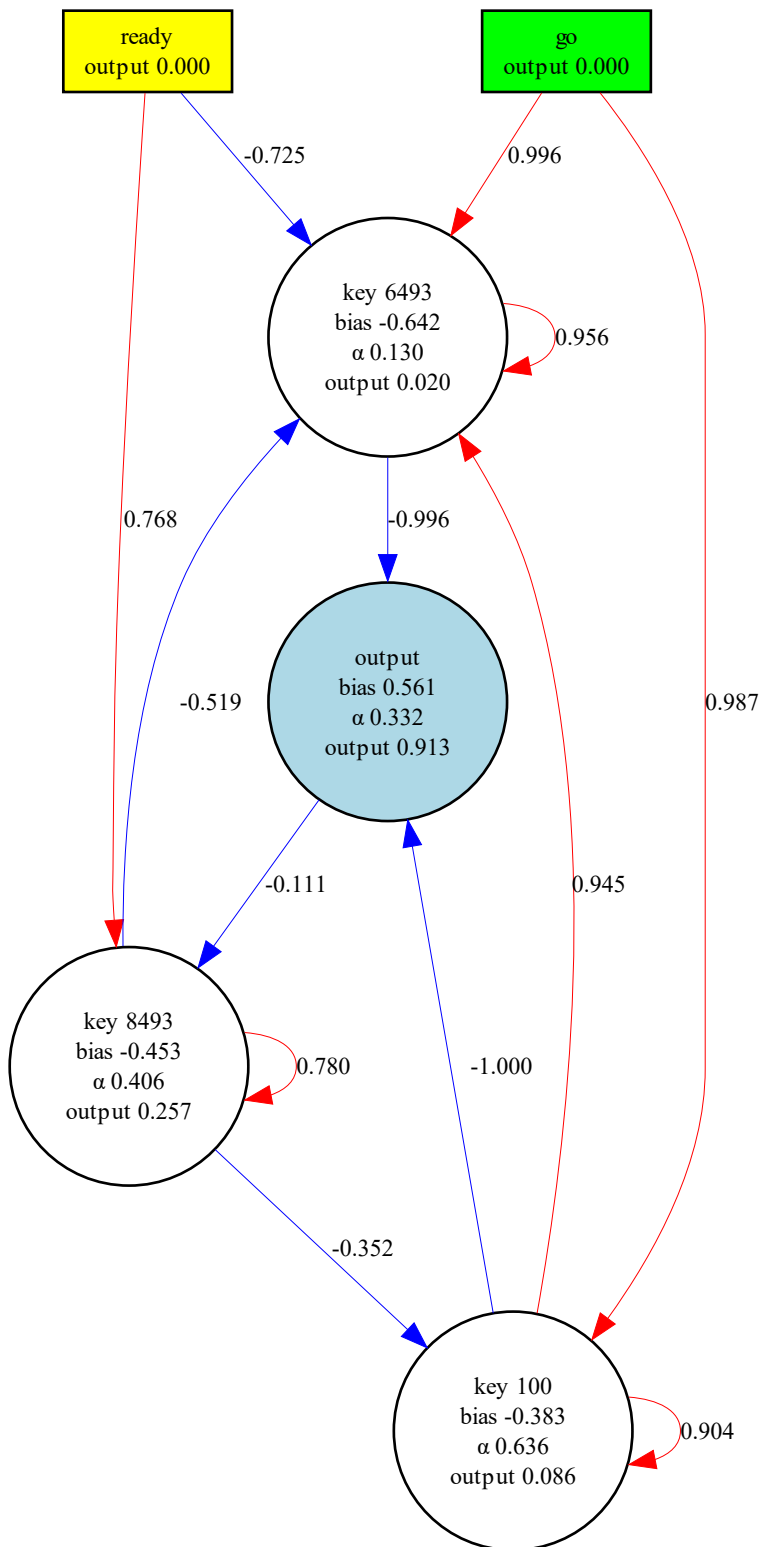 ready
output 0.000
go
output 0.000
-0.725
0.996
key 6493
bias -0.642
α 0.130
output 0.020
0.956
0.768
-0.996
-0.519
output
bias 0.561
α 0.332
output 0.913
0.987
-0.111
0.945
key 8493
bias -0.453
α 0.406
output 0.257
0.780
-1.000
-0.352
key 100
bias -0.383
α 0.636
output 0.086
0.904